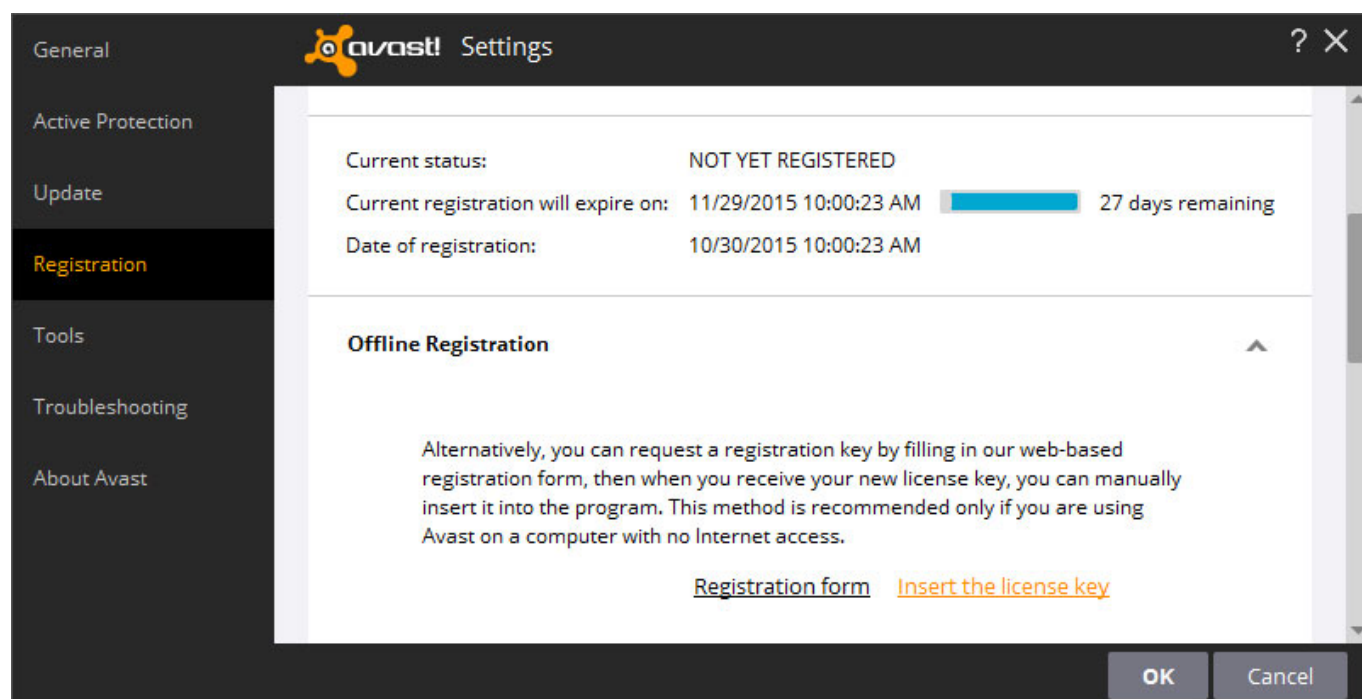 General
Active Protection
Update
Registration
Tools
Troubleshooting
About Avast
avast! Settings ? X
Current status: NOT YET REGISTERED
Current registration will expire on: 11/29/2015 10:00:23 AM 27 days remaining
Date of registration: 10/30/2015 10:00:23 AM
Offline Registration
Alternatively, you can request a registration key by filling in our web-based
registration form, then when you receive your new license key, you can manually
insert it into the program. This method is recommended only if you are using
Avast on a computer with no Internet access.
Registration form Insert the license key
OK Cancel